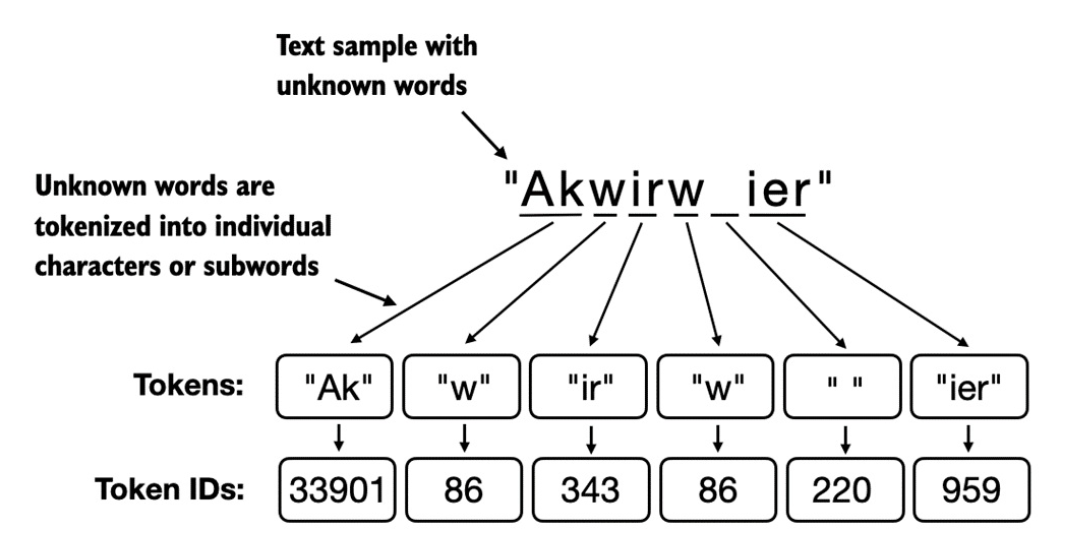 Text sample with
unknown words
"Akwirw ier"
Unknown words are
tokenized into individual
characters or subwords
Tokens: "Ak" "w" "ir" "w" " " "ier"
Token IDs: 33901 86 343 86 220 959